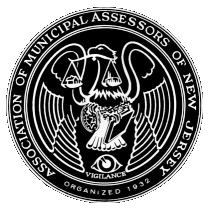 ASSOCIATION OF MUNICIPAL ASSESSORS OF NEW JERSEY
VIGILANCE
ORGANIZED 1932